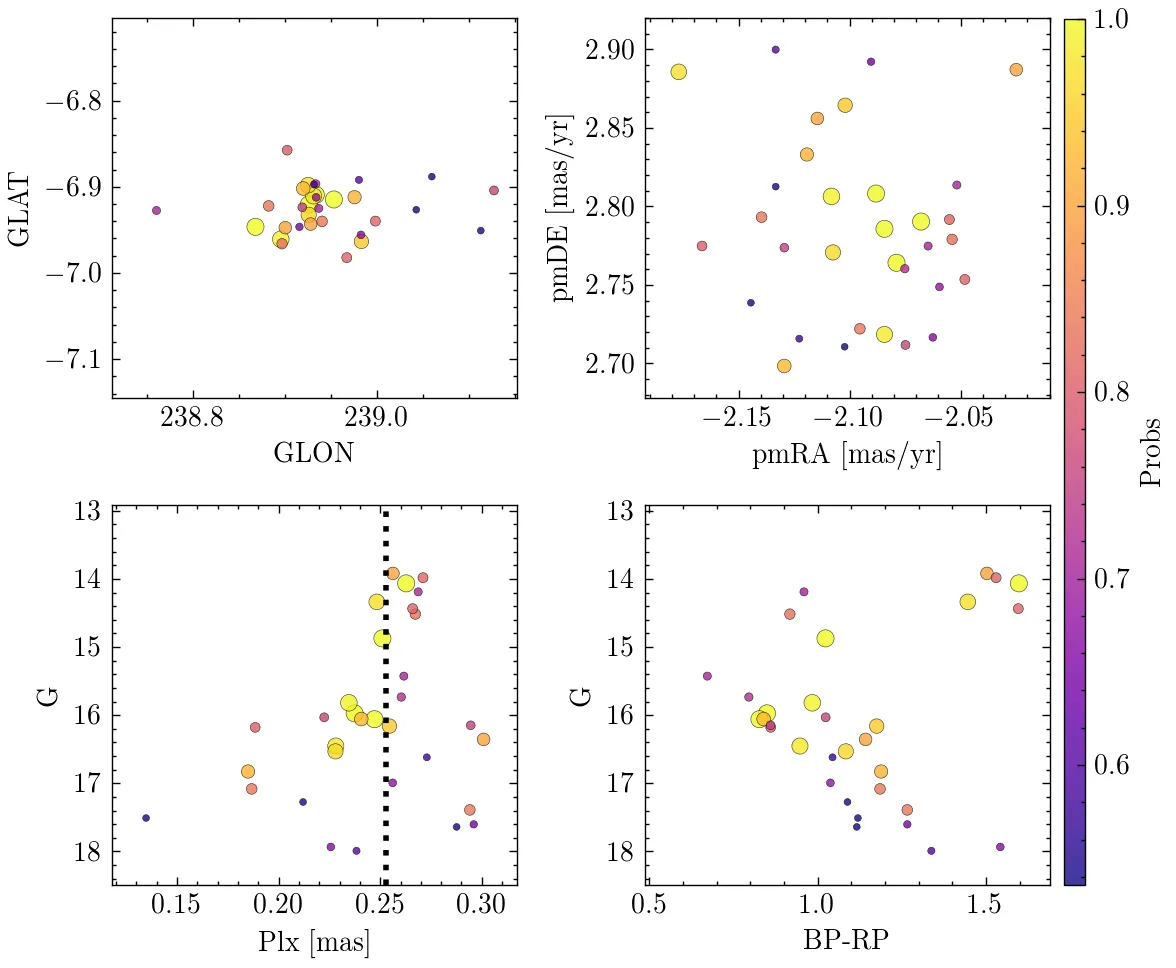 −6.8
−6.9
−7.0
−7.1
GLAT
238.8 239.0
GLON
2.90
2.85
2.80
2.75
2.70
pmDE [mas/yr]
−2.15 −2.10 −2.05
pmRA [mas/yr]
13
14
15
16
17
18
G
0.15 0.20 0.25 0.30
Plx [mas]
13
14
15
16
17
18
G
0.5 1.0 1.5
BP-RP
1.0
0.9
0.8
0.7
0.6
Probs